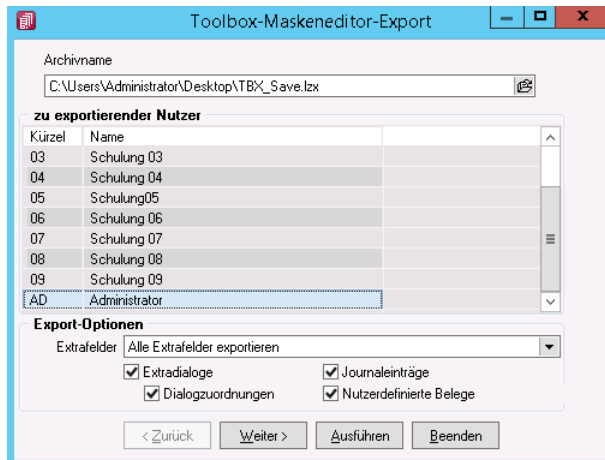 Toolbox-Maskeneditor-Export
Archivname
C:\Users\Administrator\Desktop\TBX_Save.lzx
zu exportierender Nutzer
Kürzel Name
03 Schulung 03
04 Schulung 04
05 Schulung05
06 Schulung 06
07 Schulung 07
08 Schulung 08
09 Schulung 09
AD Administrator
Export-Optionen
Extrafelder Alle Extrafelder exportieren
Extradialoge Journaleinträge
Dialogzuordnungen Nutzerdefinierte Belege
< Zurück Weiter > Ausführen Beenden